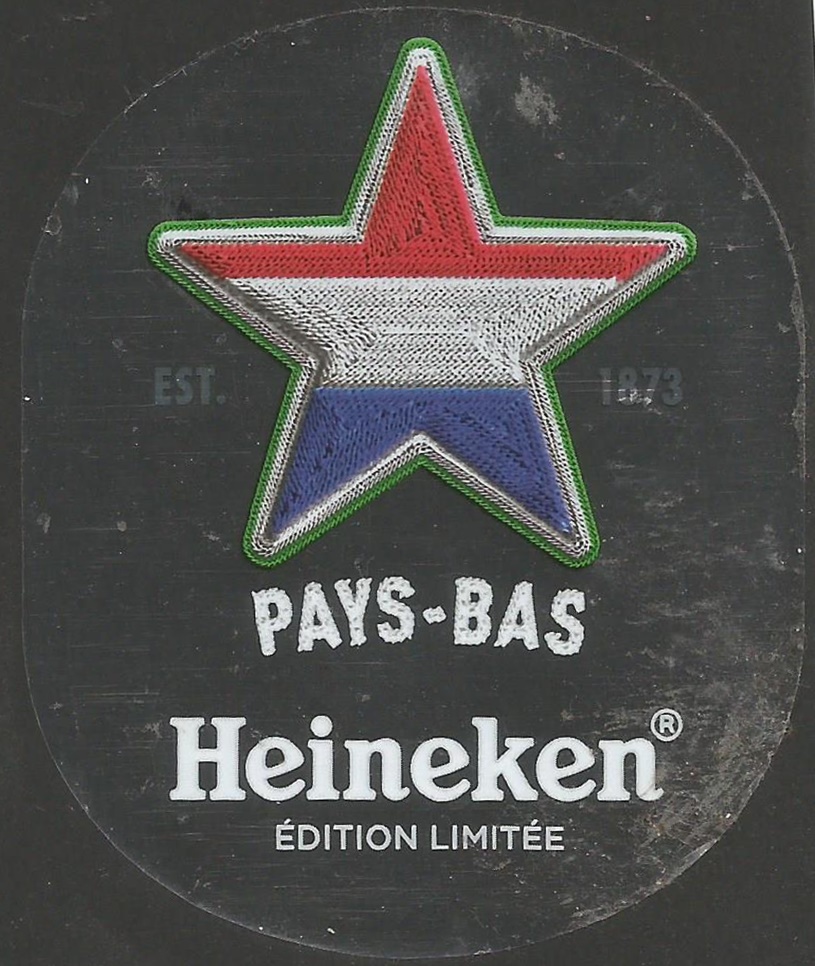 EST. 1873
PAYS-BAS
Heineken®
ÉDITION LIMITÉE